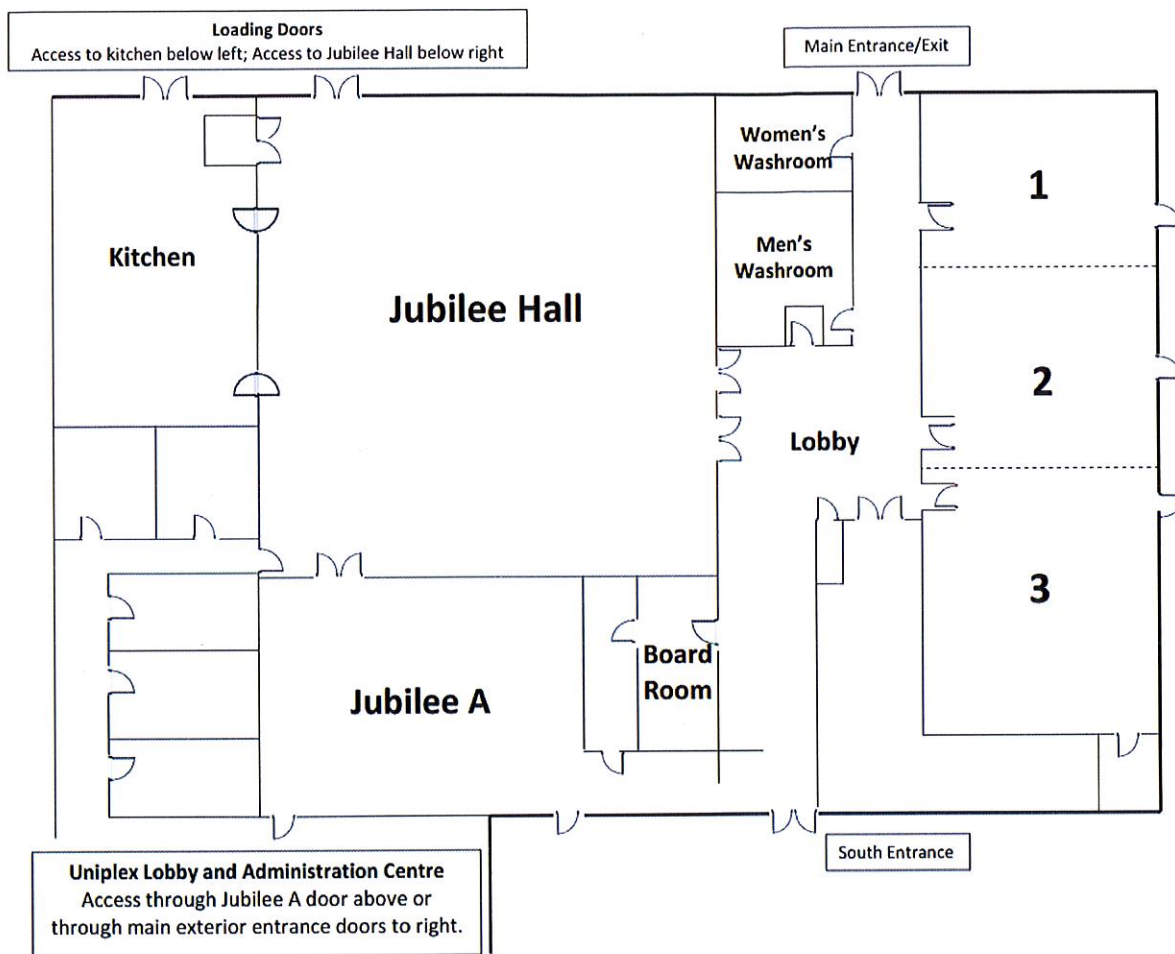 Loading Doors
Access to kitchen below left; Access to Jubilee Hall below right
Main Entrance/Exit
Women's
Washroom
1
Men's
Washroom
Kitchen
Jubilee Hall
2
Lobby
3
Board
Room
Jubilee A
South Entrance
Uniplex Lobby and Administration Centre
Access through Jubilee A door above or
through main exterior entrance doors to right.